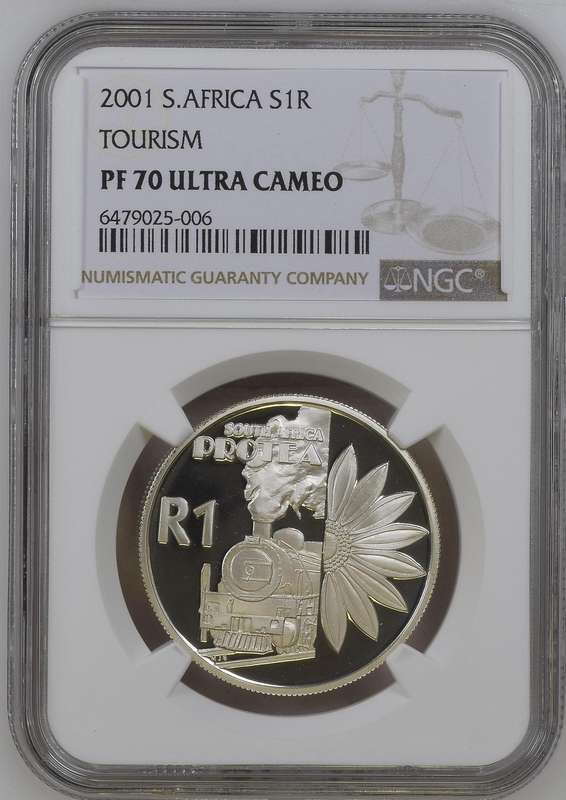 2001 S.AFRICA S1R
TOURISM
PF 70 ULTRA CAMEO
6479025-006
NUMISMATIC GUARANTY COMPANY
NGC®
SOUTH AFRICA
PROTEA
R1